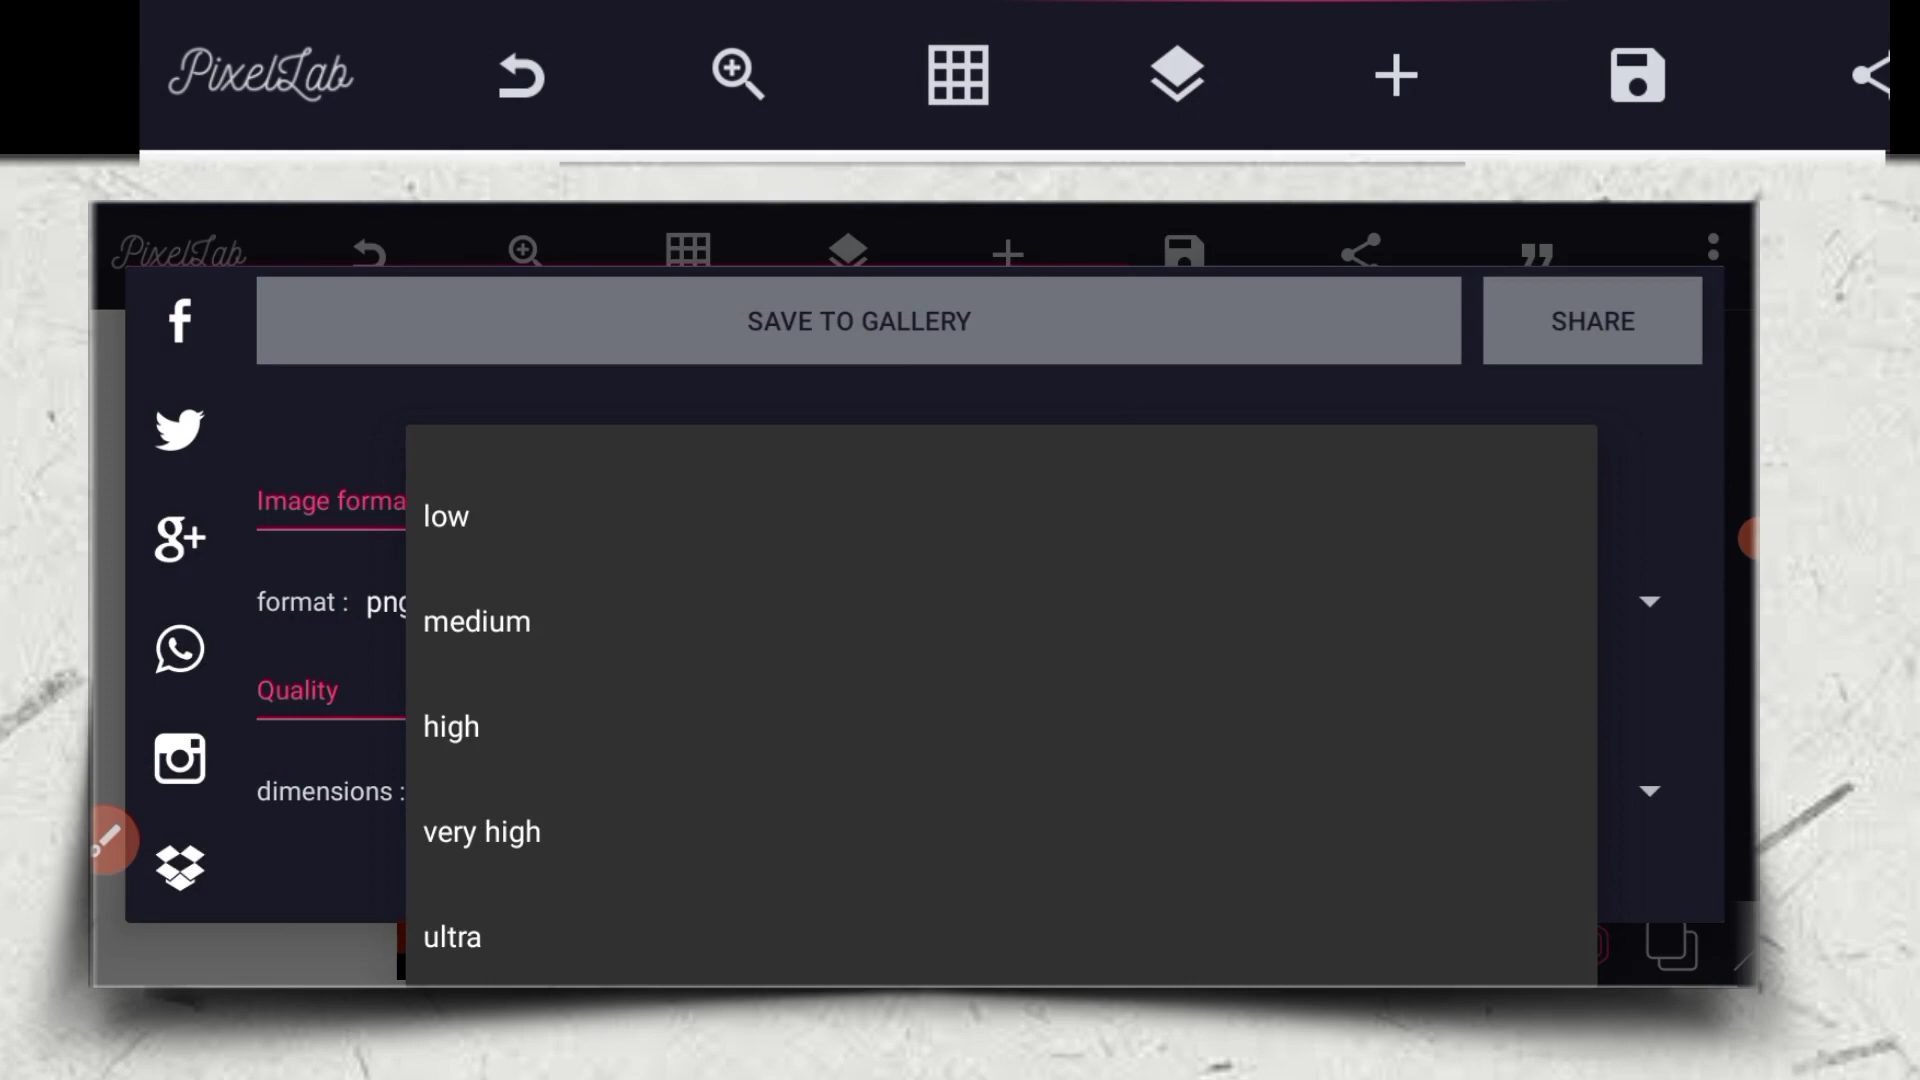 PixelLab
PixelLab
SAVE TO GALLERY
SHARE
Image forma
format : png
Quality
dimensions :
low
medium
high
very high
ultra